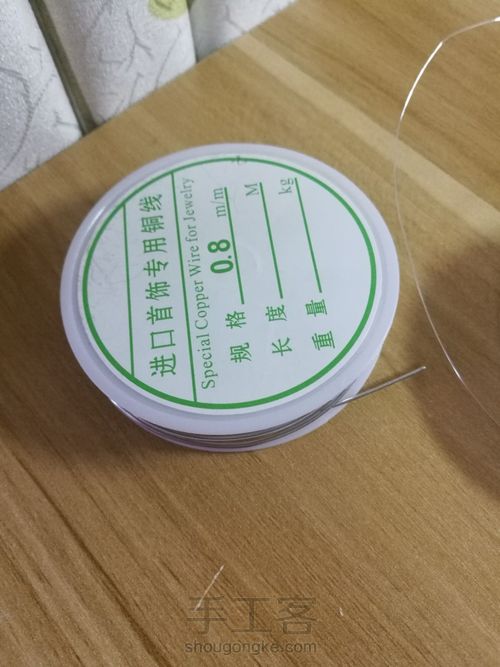 进口首饰专用铜线
Special Copper Wire for Jewelry
规格 0.8 m/m
长度 M
重量 kg
手工客
shougongke.com